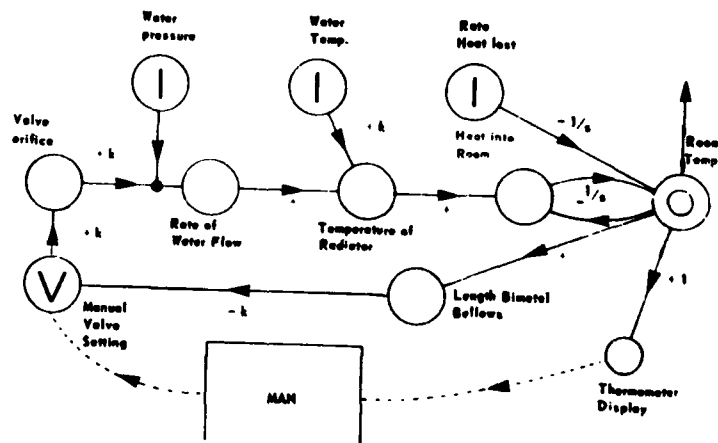 Water
pressure
Water
Temp.
Rate
Heat lost
I
I
I
Valve
orifice
+ k
+ k
- 1/s
Heat into
Room
Room
Temp
O
+
+
- 1/s
Rate of
Water Flow
Temperature of
Radiator
+k
V
Manual
Valve
Setting
- k
+
Length Bimetel
Bellows
+ 1
MAN
Thermometer
Display